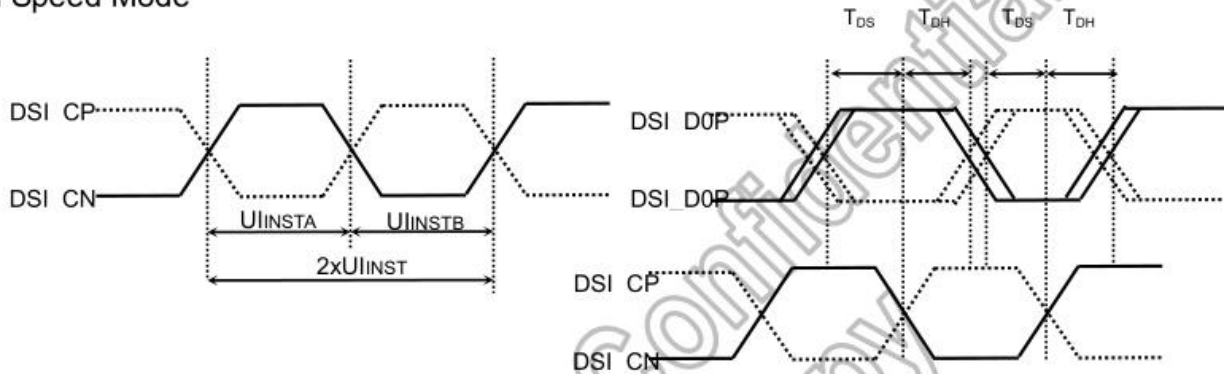 Speed Mode
DSI CP
DSI CN
UIINSTA
UIINSTB
2xUIINST
TDS
TDH
TDS
TDH
DSI D0P
DSI_D0P
DSI CP
DSI CN
Confidential